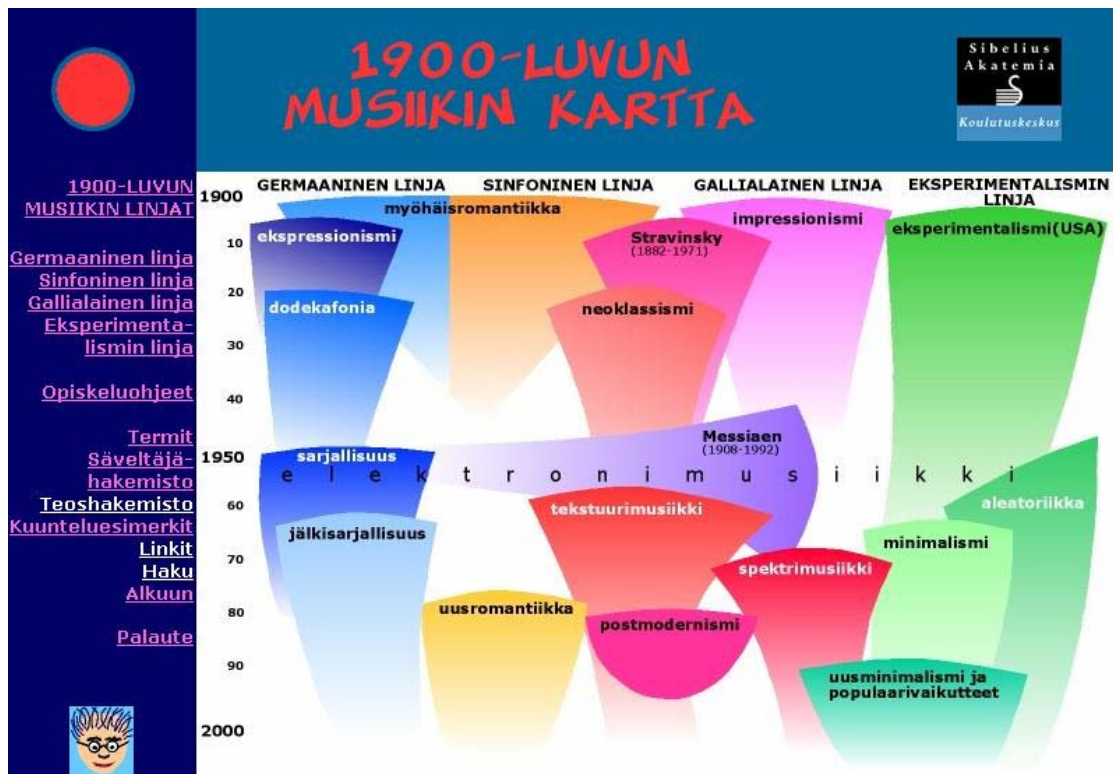 1900-LUVUN
MUSIIKIN KARTTA
Sibelius
Akatemia
Koulutuskeskus
1900-LUVUN
MUSIIKIN LINJAT
Germaaninen linja
Sinfoninen linja
Gallialainen linja
Eksperimenta-
lismin linja
Opiskeluohjeet
Termit
Säveltäjä-
hakemisto
Teoshakemisto
Kuunteluesimerkit
Linkit
Haku
Alkuun
Palaute
GERMAANINEN LINJA
SINFONINEN LINJA
GALLIALAINEN LINJA
EKSPERIMENTALISMIN
LINJA
1900
myöhäisromantiikka
impressionismi
ekspressionismi
Stravinsky
(1882-1971)
eksperimentalismi(USA)
10
20
dodekafonia
neoklassismi
30
40
Messiaen
(1908-1992)
1950
sarjallisuus
elektronimusiikki
60
tekstuurimusiikki
aleatoriikka
jälkisarjallisuus
minimalismi
70
spektrimusiikki
80
uusromantiikka
postmodernismi
90
uusminimalismi ja
populaarivaikutteet
2000